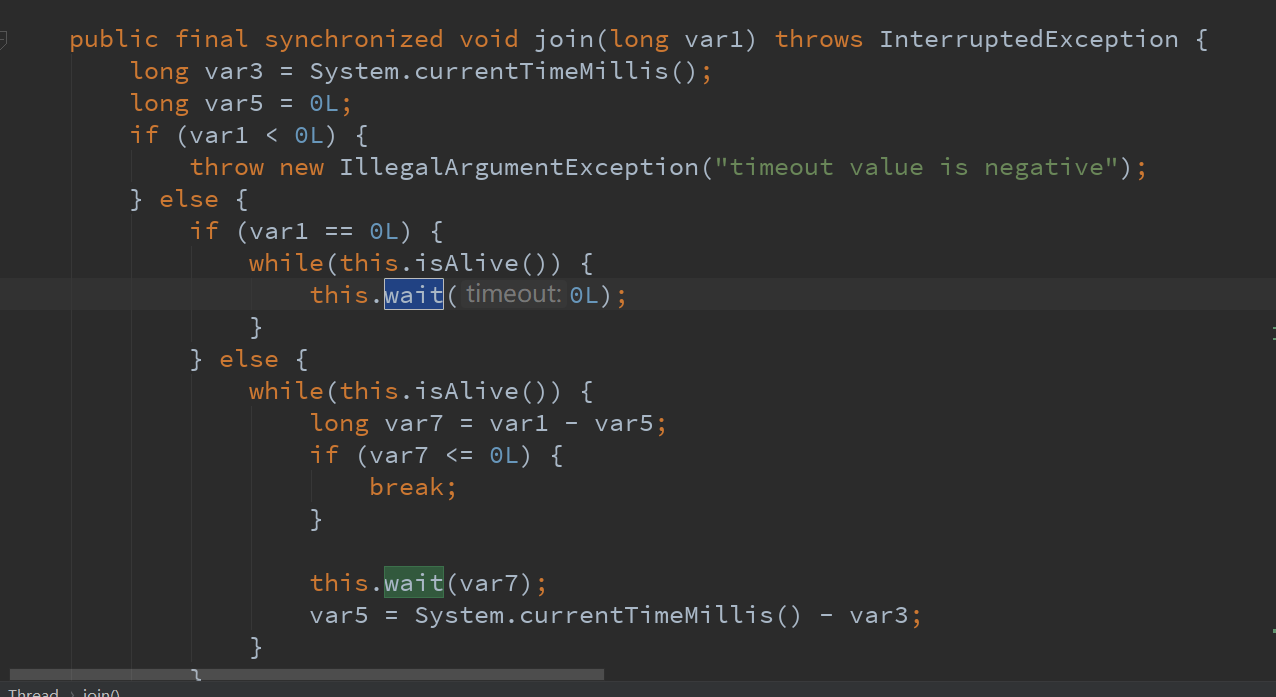 public final synchronized void join(long var1) throws InterruptedException {
long var3 = System.currentTimeMillis();
long var5 = 0L;
if (var1 < 0L) {
throw new IllegalArgumentException("timeout value is negative");
} else {
if (var1 == 0L) {
while(this.isAlive()) {
this.wait( timeout: 0L);
}
} else {
while(this.isAlive()) {
long var7 = var1 - var5;
if (var7 <= 0L) {
break;
}
this.wait(var7);
var5 = System.currentTimeMillis() - var3;
}
}
Thread › join()